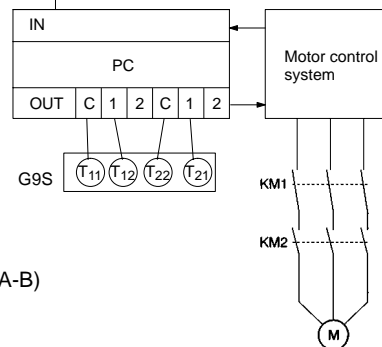 IN
PC
OUT C 1 2 C 1 2
Motor control
system
G9S T11 T12 T22 T21
KM1
KM2
A-B)
M